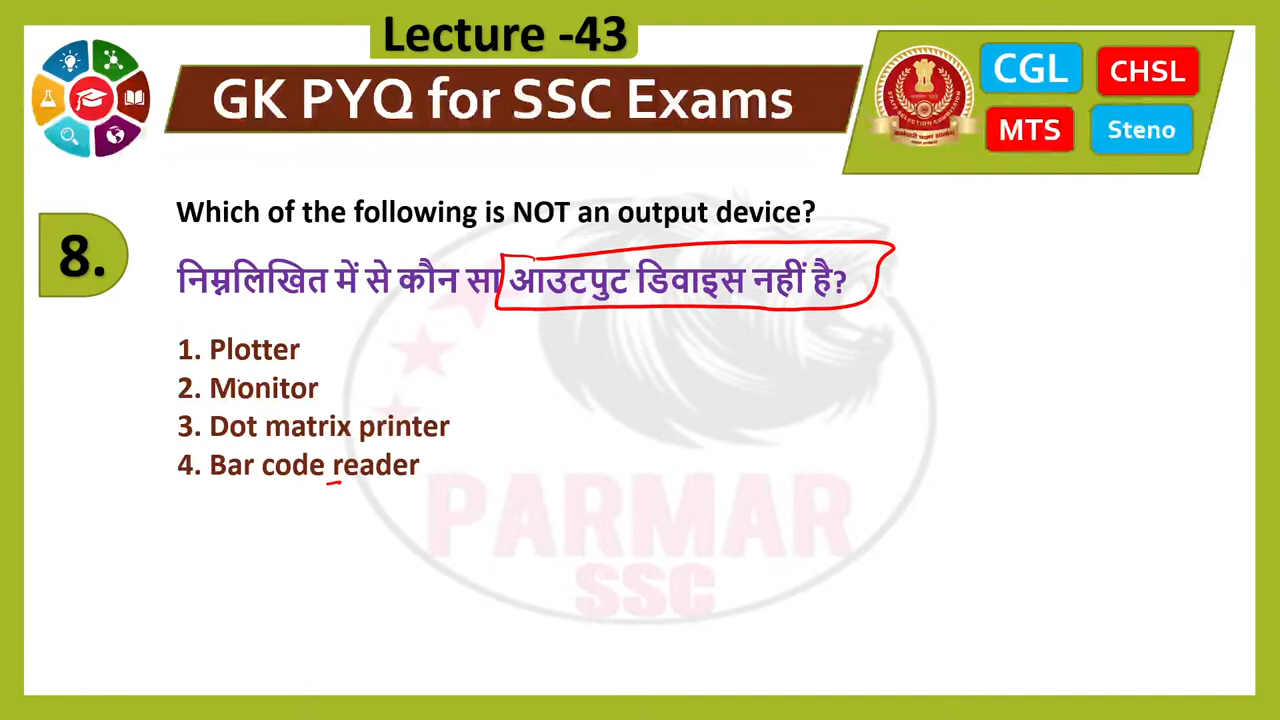 Lecture -43
GK PYQ for SSC Exams
CGL
CHSL
MTS
Steno
8.
Which of the following is NOT an output device?
निम्नलिखित में से कौन सा आउटपुट डिवाइस नहीं है?
1. Plotter
2. Monitor
3. Dot matrix printer
4. Bar code reader
PARMAR
SSC